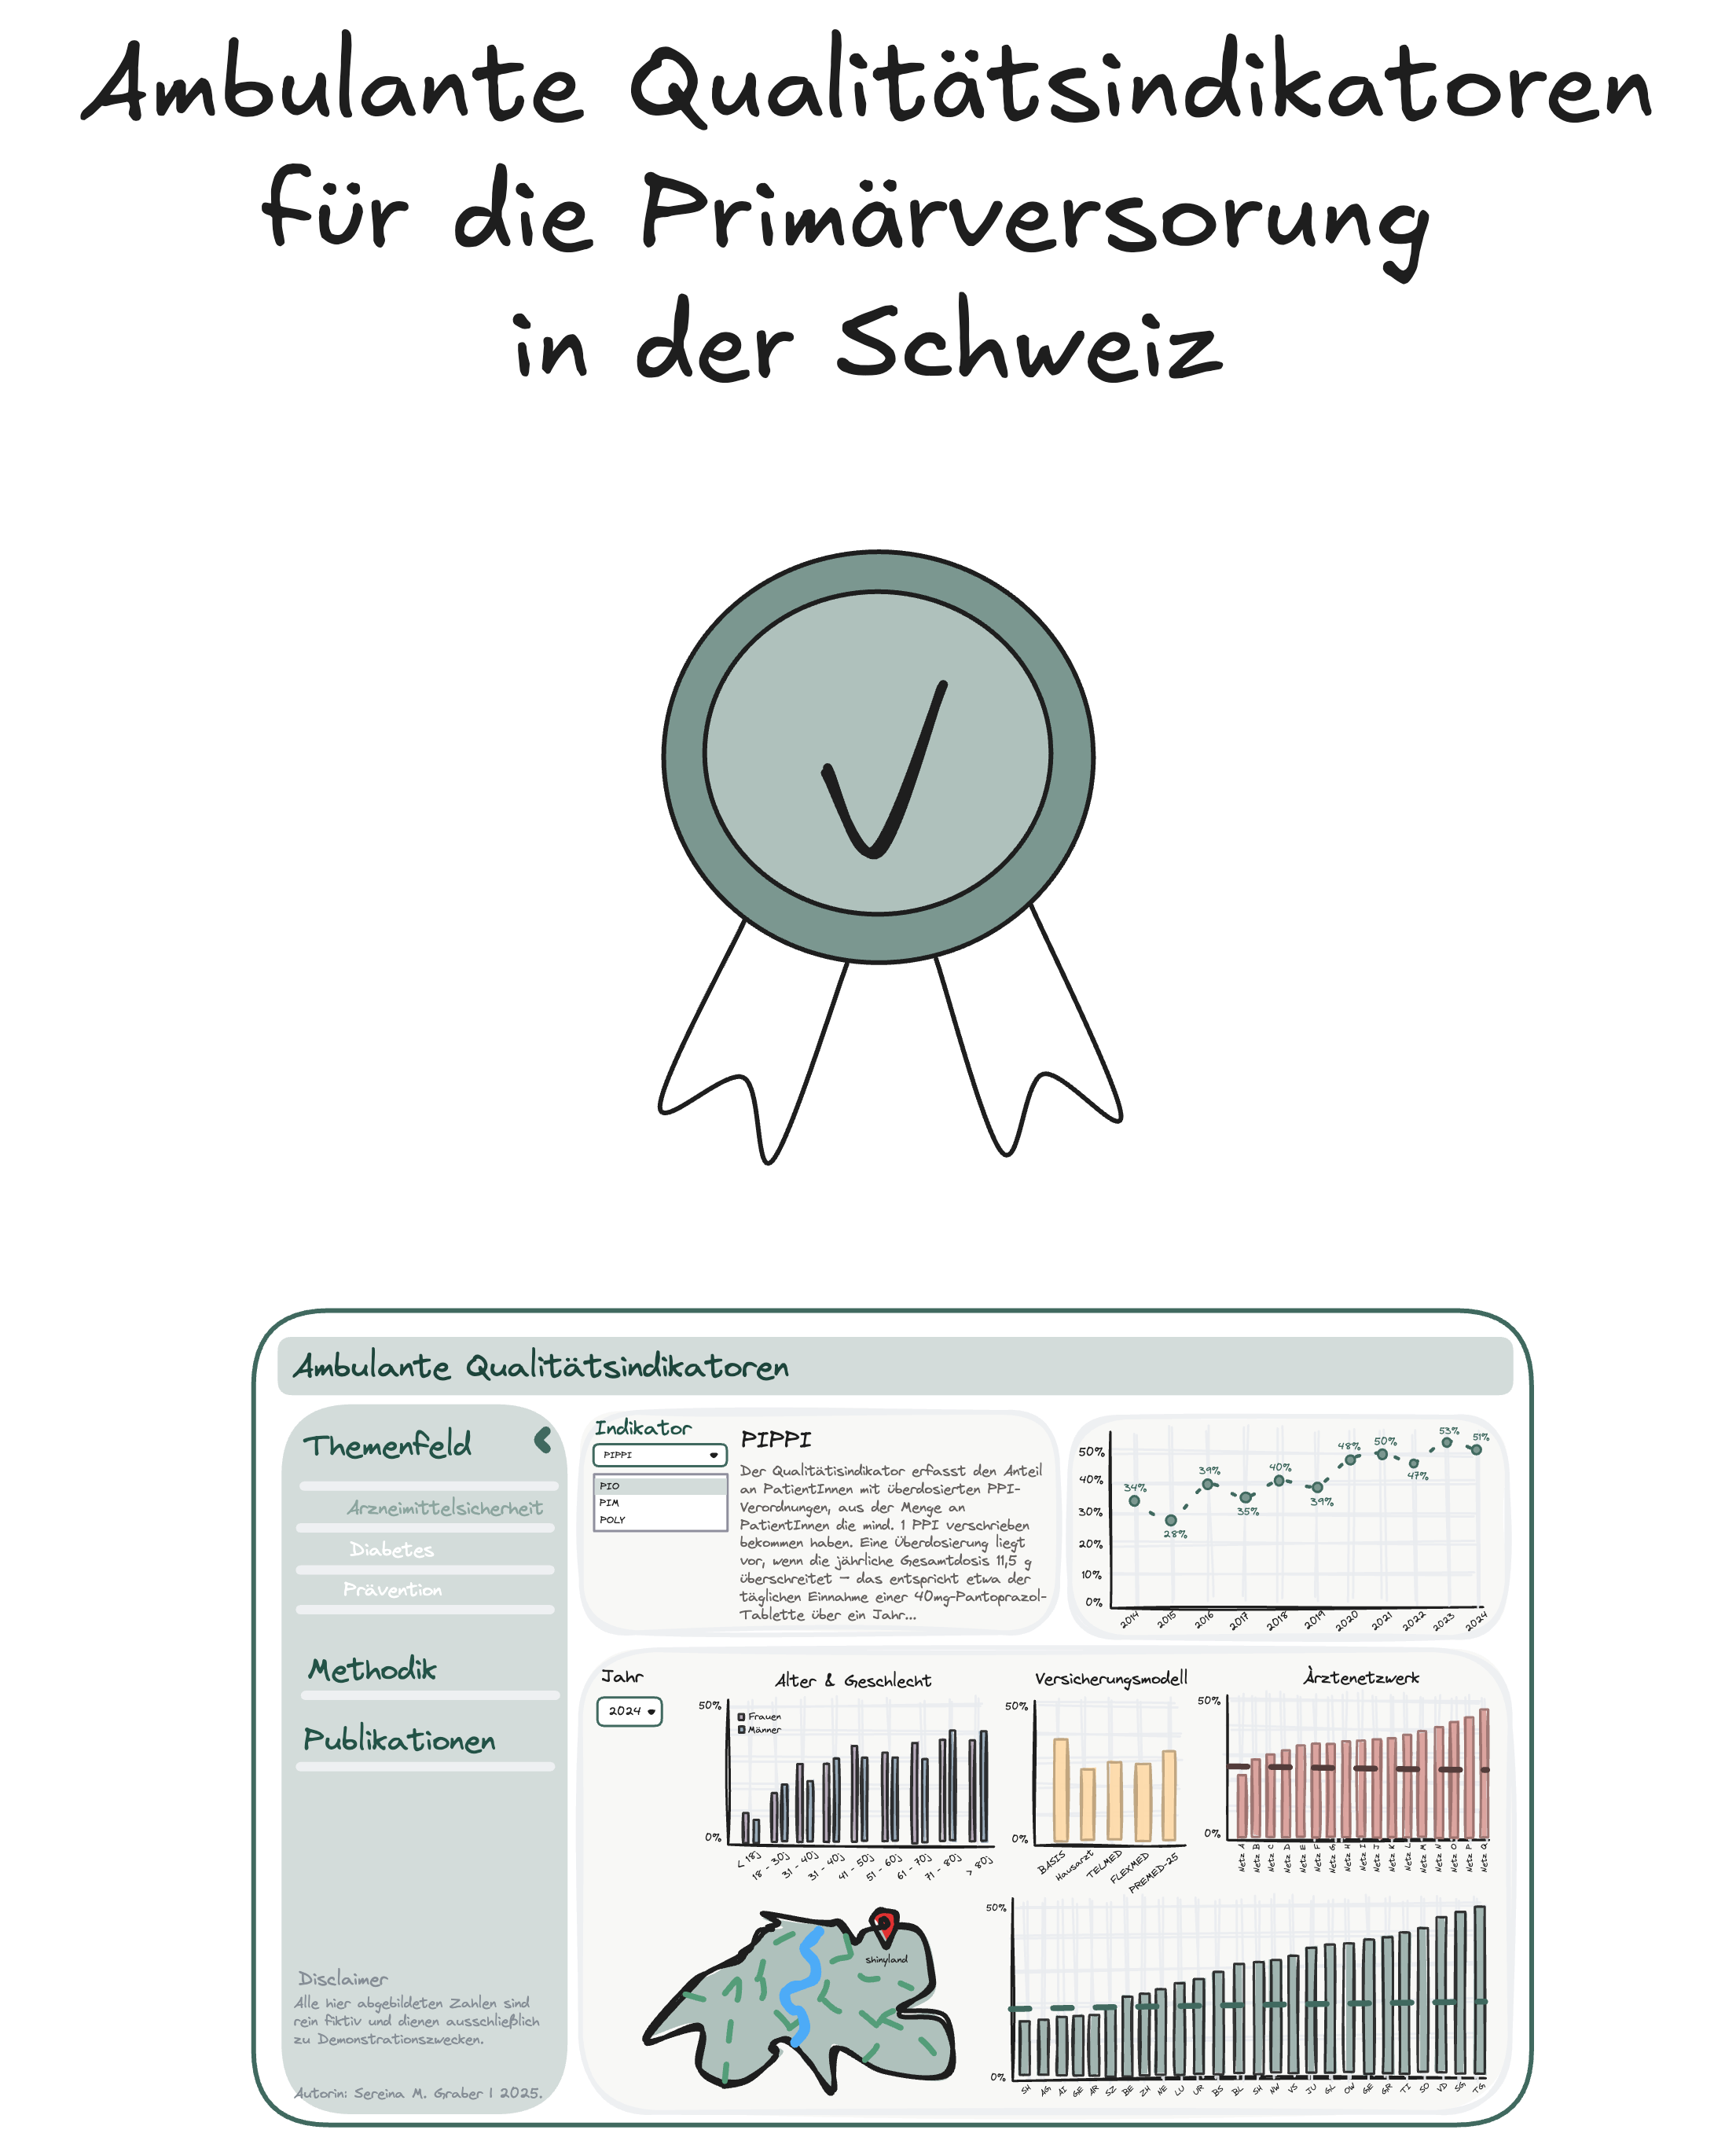 Ambulante Qualitätsindikatoren
für die Primärversorung
in der Schweiz
Ambulante Qualitätsindikatoren
Themenfeld
Arzneimittelsicherheit
Diabetes
Prävention
Methodik
Publikationen
Disclaimer
Alle hier abgebildeten Zahlen sind
rein fiktiv und dienen ausschließlich
zu Demonstrationszwecken.
Autorin: Sereina M. Graber | 2025.
Indikator
PIPPI
PIO
PIM
POLY
PIPPI
Der Qualitätisindikator erfasst den Anteil
an PatientInnen mit überdosierten PPI-
Verordnungen, aus der Menge an
PatientInnen die mind. 1 PPI verschrieben
bekommen haben. Eine Überdosierung liegt
vor, wenn die jährliche Gesamtdosis 11,5 g
überschreitet – das entspricht etwa der
täglichen Einnahme einer 40mg-Pantoprazol-
Tablette über ein Jahr...
50%
40%
30%
20%
10%
0%
34%
28%
39%
35%
40%
39%
48%
50%
47%
53%
51%
2014
2015
2016
2017
2018
2019
2020
2021
2022
2023
2024
Jahr
2024
Alter & Geschlecht
50%
0%
Frauen
Männer
< 18j
18 - 30j
31 - 40j
31 - 40j
41 - 50j
51 - 60j
61 - 70j
71 - 80j
> 80j
Versicherungsmodell
50%
0%
BASIS
Hausarzt
TELMED
FLEXMED
PREMED-25
Ärztenetzwerk
50%
0%
Netz A
Netz B
Netz C
Netz D
Netz E
Netz F
Netz G
Netz H
Netz I
Netz J
Netz K
Netz L
Netz M
Netz N
Netz O
Netz P
Netz Q
shinyland
50%
0%
SH
AG
AI
GE
AR
SZ
BE
ZH
NE
LU
UR
BS
BL
SH
NW
VS
JU
GL
OW
GE
GR
TI
SO
VD
SG
TG